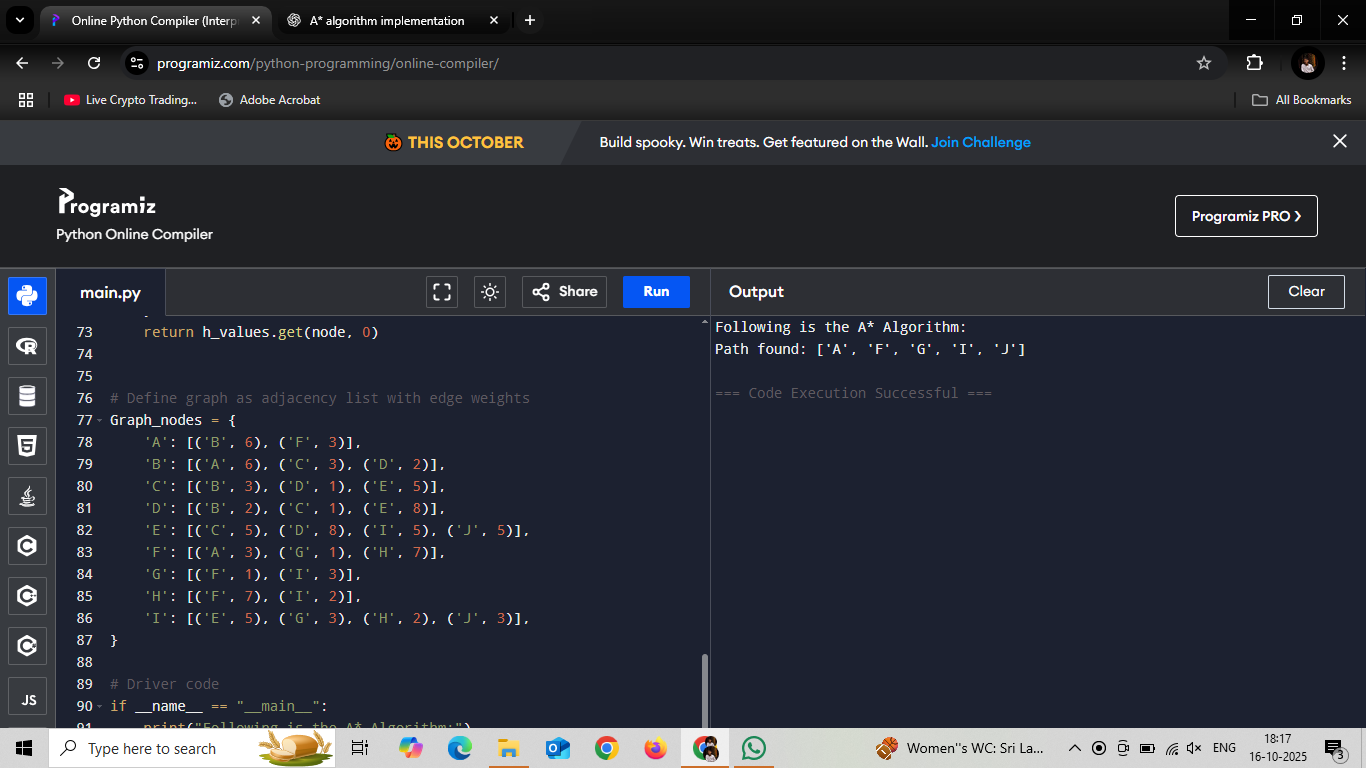 Online Python Compiler (Interp
A* algorithm implementation
programiz.com/python-programming/online-compiler/
Live Crypto Trading...
Adobe Acrobat
All Bookmarks
THIS OCTOBER
Build spooky. Win treats. Get featured on the Wall. Join Challenge
Programiz
Python Online Compiler
Programiz PRO
main.py
Share
Run
Output
Clear
73 return h_values.get(node, 0)
74
75
76 # Define graph as adjacency list with edge weights
77 Graph_nodes = {
78 'A': [('B', 6), ('F', 3)],
79 'B': [('A', 6), ('C', 3), ('D', 2)],
80 'C': [('B', 3), ('D', 1), ('E', 5)],
81 'D': [('B', 2), ('C', 1), ('E', 8)],
82 'E': [('C', 5), ('D', 8), ('I', 5), ('J', 5)],
83 'F': [('A', 3), ('G', 1), ('H', 7)],
84 'G': [('F', 1), ('I', 3)],
85 'H': [('F', 7), ('I', 2)],
86 'I': [('E', 5), ('G', 3), ('H', 2), ('J', 3)],
87 }
88
89 # Driver code
90 if __name__ == "__main__":
91 print("Following is the A* Algorithm:")
Following is the A* Algorithm:
Path found: ['A', 'F', 'G', 'I', 'J']
=== Code Execution Successful ===
JS
Type here to search
Women''s WC: Sri La...
ENG
18:17
16-10-2025
3